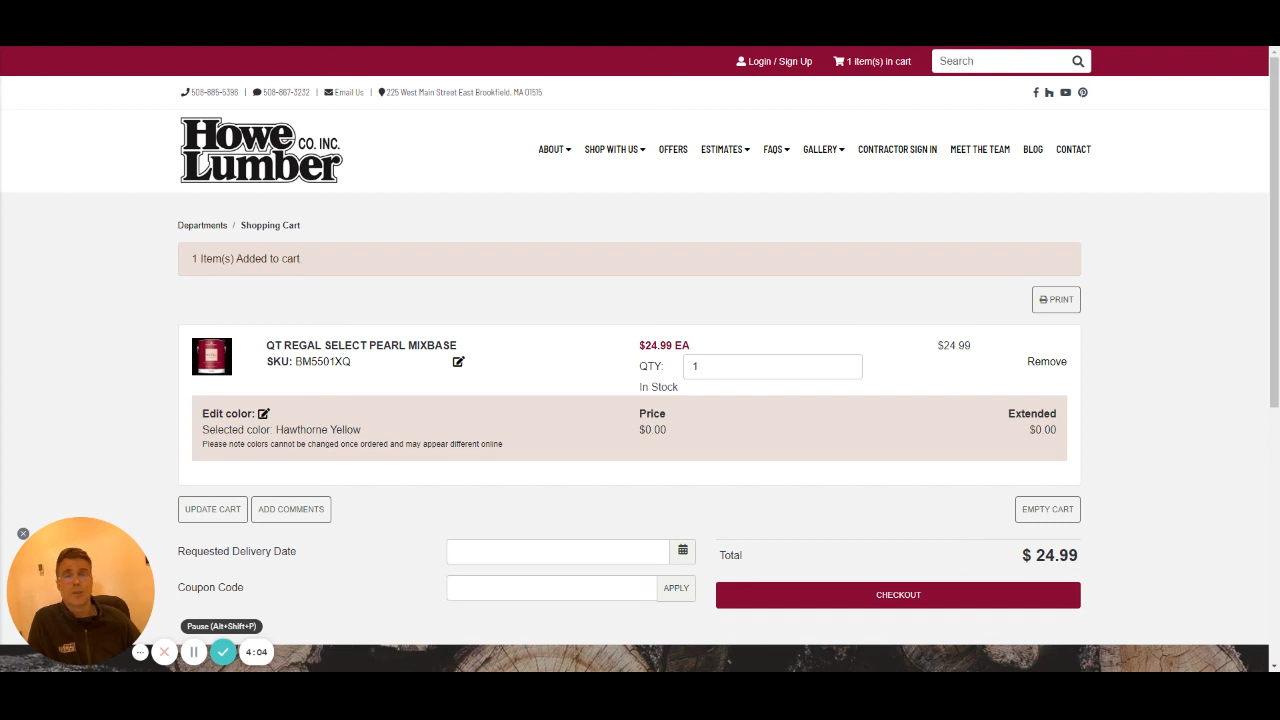 Login / Sign Up
1 item(s) in cart
Search
508-885-5398 | 508-867-3232 | Email Us | 225 West Main Street East Brookfield, MA 01515
Howe CO. INC.
Lumber
ABOUT SHOP WITH US OFFERS ESTIMATES FAQS GALLERY CONTRACTOR SIGN IN MEET THE TEAM BLOG CONTACT
Departments / Shopping Cart
1 Item(s) Added to cart
PRINT
QT REGAL SELECT PEARL MIXBASE
$24.99 EA
$24.99
SKU: BM5501XQ
QTY: 1
Remove
In Stock
Edit color: Price Extended
Selected color: Hawthorne Yellow $0.00 $0.00
Please note colors cannot be changed once ordered and may appear different online
UPDATE CART ADD COMMENTS EMPTY CART
Requested Delivery Date
Total $ 24.99
Coupon Code APPLY
CHECKOUT
Pause (Alt+Shift+P)
4:04